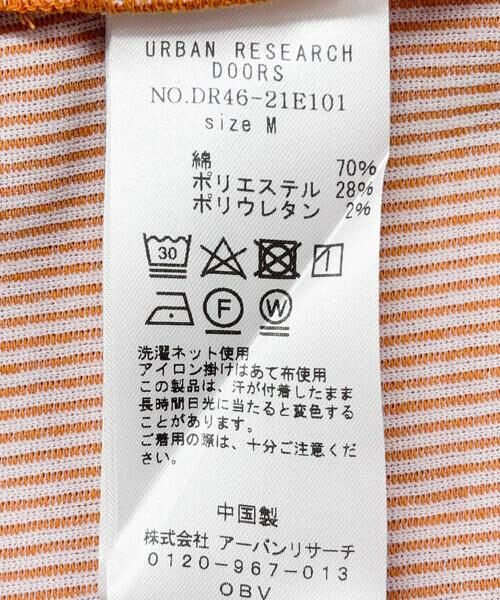 URBAN RESEARCH
DOORS
NO.DR46-21E101
size M
綿 70%
ポリエステル 28%
ポリウレタン 2%
30
F W
洗濯ネット使用
アイロン掛けはあて布使用
この製品は、汗が付着したまま
長時間日光に当たると変色する
ことがあります。
ご着用の際は、十分ご注意くだ
さい。
中国製
株式会社 アーバンリサーチ
0120-967-013
OBV